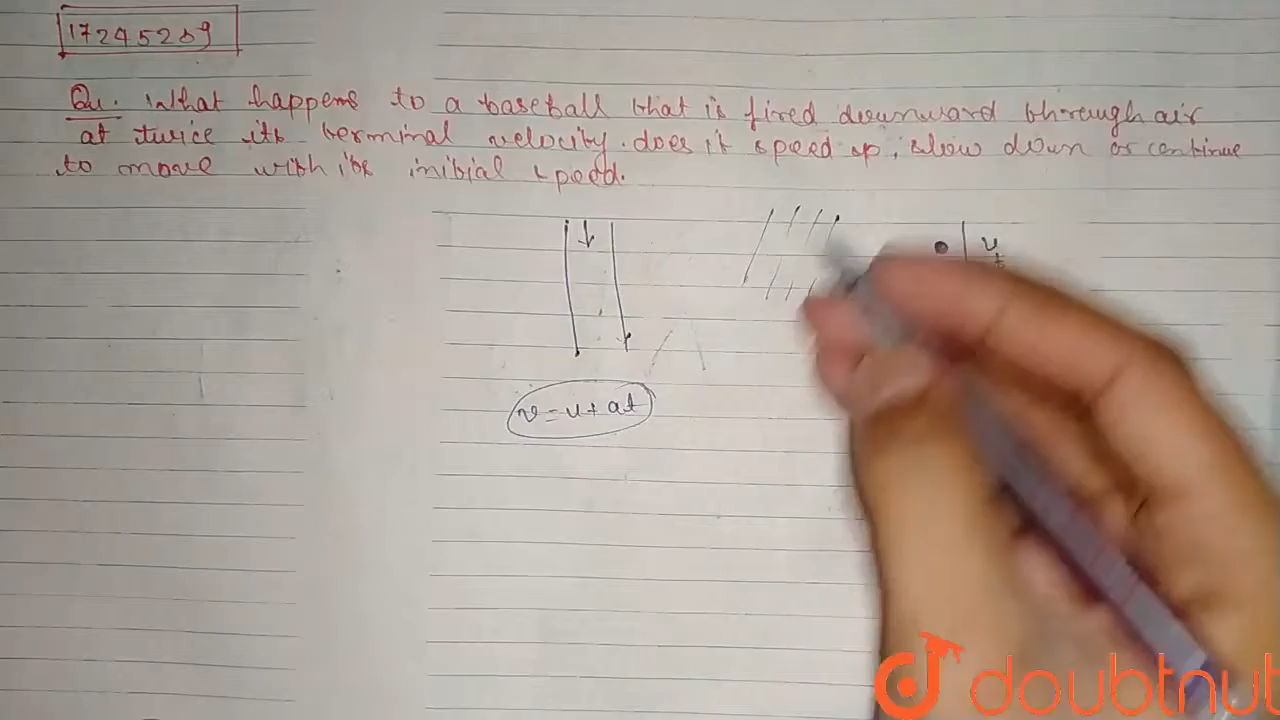 17245209
Qu. What happens to a baseball that is fired downward through air
at twice its terminal velocity. does it speed up, slow down or continue
to move with its initial speed.
u
v = u + at
doubtnut